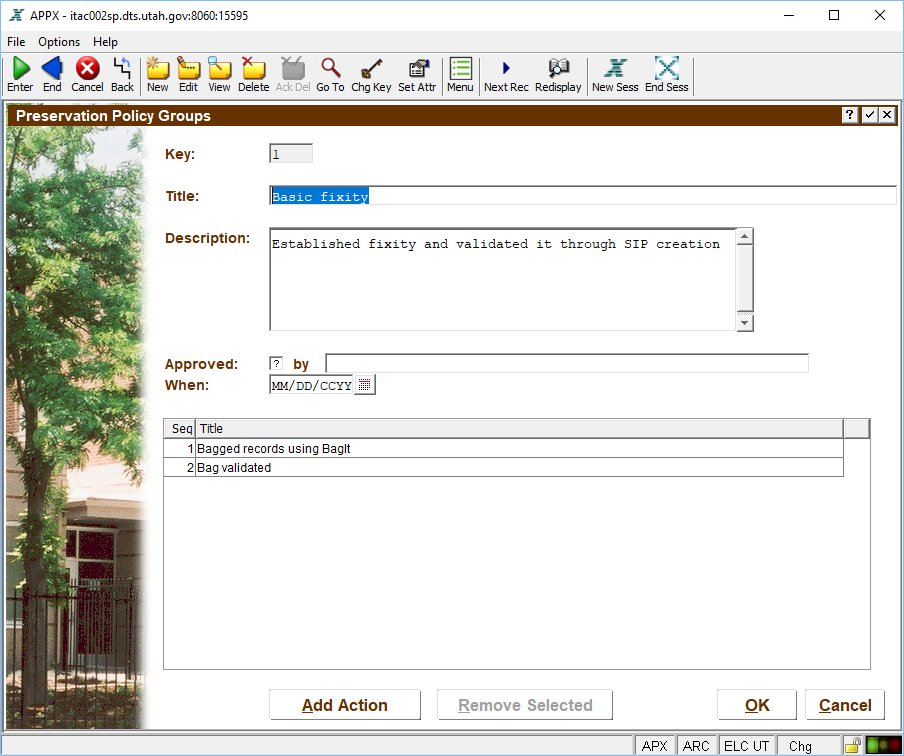 APPX - itac002sp.dts.utah.gov:8060:15595
File Options Help
Enter End Cancel Back New Edit View Delete Ack Del Go To Chg Key Set Attr Menu Next Rec Redisplay New Sess End Sess
Preservation Policy Groups ?
Key: 1
Title: Basic fixity
Description: Established fixity and validated it through SIP creation
Approved: ? by
When: MM/DD/CCYY
Seq Title
1 Bagged records using BagIt
2 Bag validated
Add Action Remove Selected OK Cancel
APX ARC ELC UT Chg